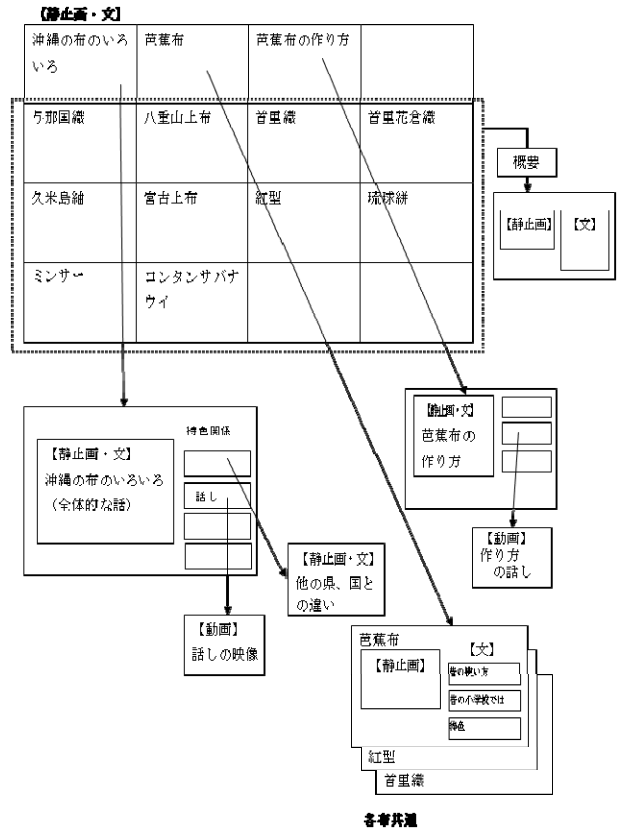 【静止画・文】
沖縄の布のいろ
いろ
芭蕉布
芭蕉布の作り方
与那国織
八重山上布
首里織
首里花倉織
久米島紬
宮古上布
紅型
琉球絣
ミンサー
コンタンサバナ
ウイ
概要
【静止画】
【文】
【静止画・文】
沖縄の布のいろいろ
(全体的な話)
特色関係
話し
【静止画・文】
芭蕉布の
作り方
【動画】
作り方
の話し
【静止画・文】
他の県、国と
の違い
【動画】
話しの映像
芭蕉布
【静止画】
【文】
昔の使い方
昔の小学校では
特色
紅型
首里織
各布共通